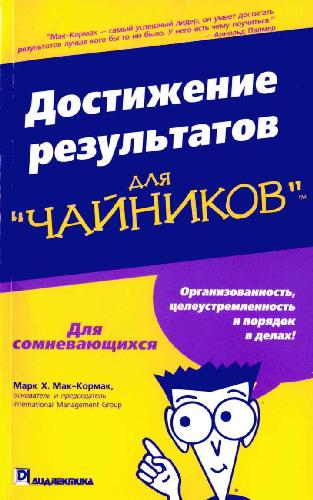 "Мак-Кормак — самый успешный лидер, он умеет достигать
результатов лучше кого бы то ни было. У него есть чему поучиться."
— Арнольд Палмер
Достижение
результатов
ДЛЯ
"ЧАЙНИКОВ"™
Организованность,
целеустремленность
и порядок
в делах!
Для
сомневающихся
Марк Х. Мак-Кормак,
основатель и председатель
International Management Group
ДИАЛЕКТИКА